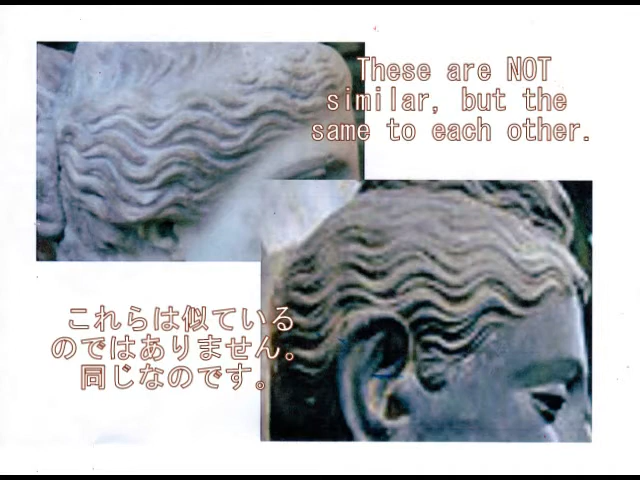 These are NOT
similar, but the
same to each other.
これらは似ている
のではありません。
同じなのです。